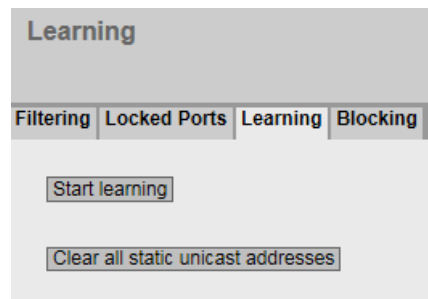 Learning
Filtering Locked Ports Learning Blocking
Start learning
Clear all static unicast addresses